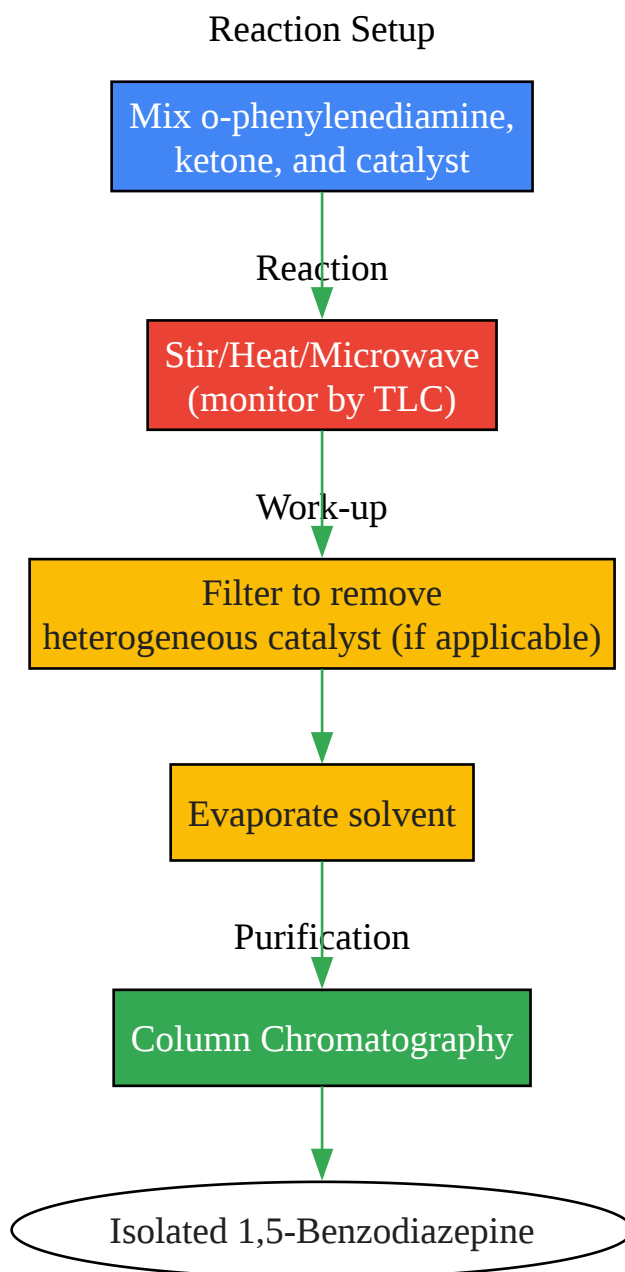 Reaction Setup
Mix o-phenylenediamine,
ketone, and catalyst
Reaction
Stir/Heat/Microwave
(monitor by TLC)
Work-up
Filter to remove
heterogeneous catalyst (if applicable)
Evaporate solvent
Purification
Column Chromatography
Isolated 1,5-Benzodiazepine